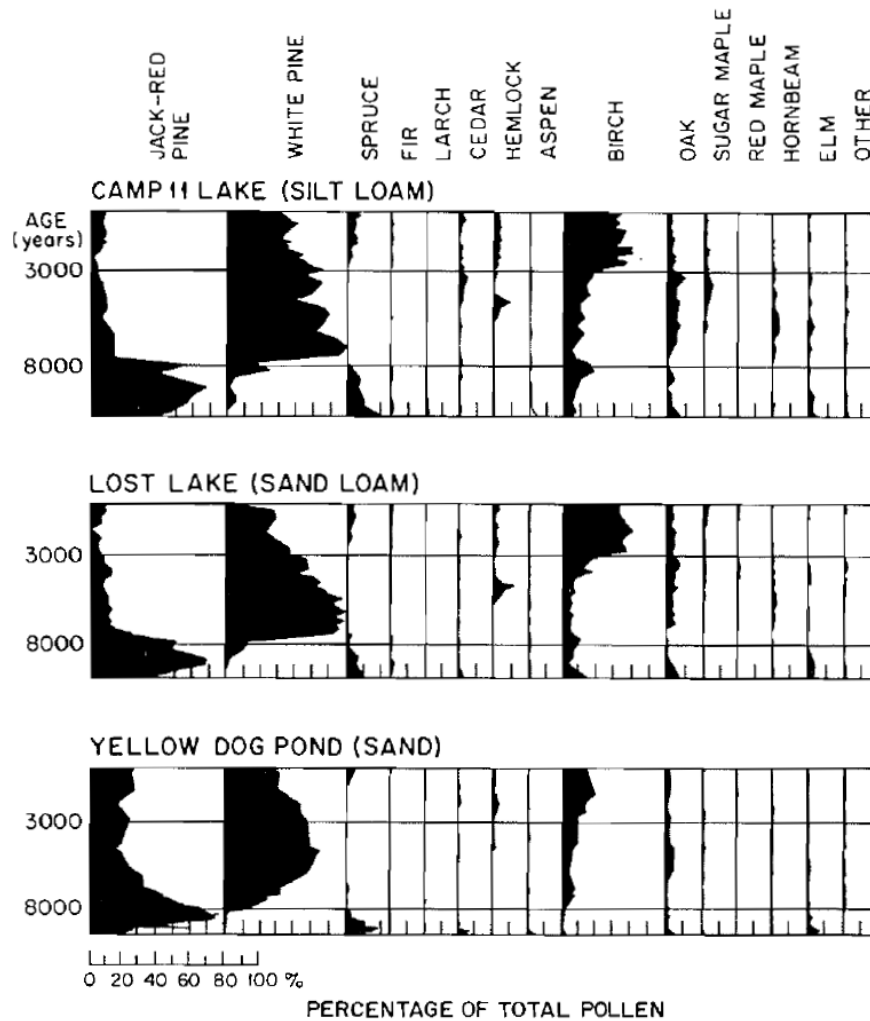 JACK-RED PINE
WHITE PINE
SPRUCE
FIR
LARCH
CEDAR
HEMLOCK
ASPEN
BIRCH
OAK
SUGAR MAPLE
RED MAPLE
HORNBEAM
ELM
OTHER
CAMP 11 LAKE (SILT LOAM)
AGE
(years)
3000
8000
LOST LAKE (SAND LOAM)
3000
8000
YELLOW DOG POND (SAND)
3000
8000
0 20 40 60 80 100 %
PERCENTAGE OF TOTAL POLLEN